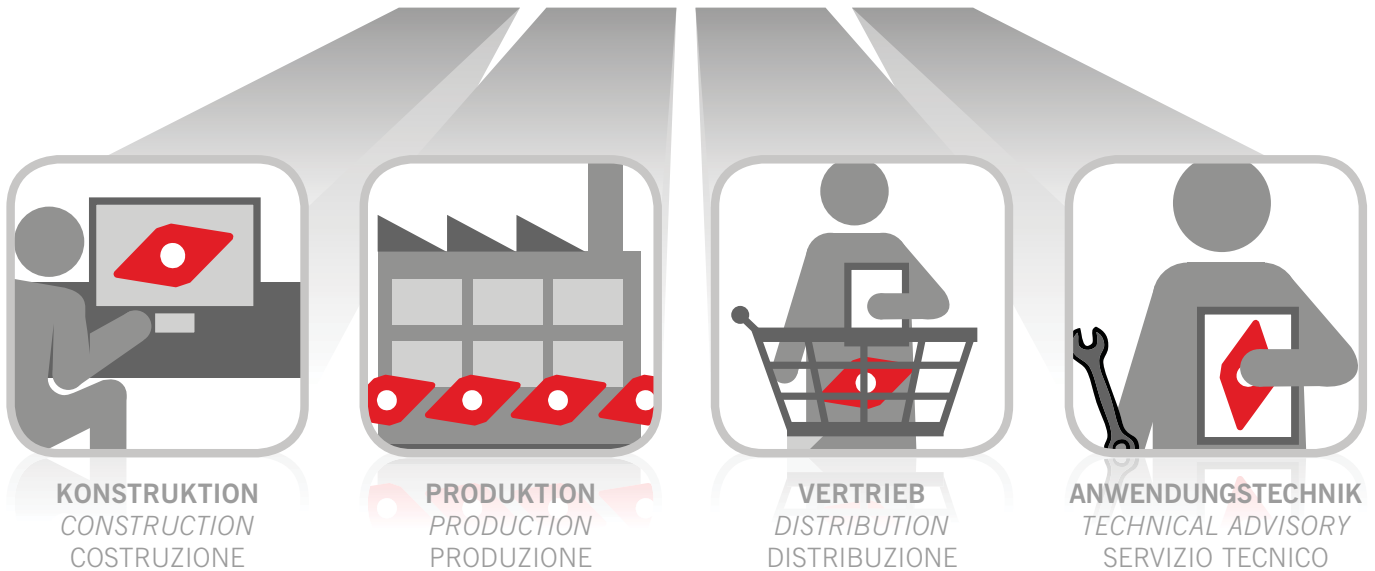 KONSTRUKTION
CONSTRUCTION
COSTRUZIONE
PRODUKTION
PRODUCTION
PRODUZIONE
VERTRIEB
DISTRIBUTION
DISTRIBUZIONE
ANWENDUNGSTECHNIK
TECHNICAL ADVISORY
SERVIZIO TECNICO